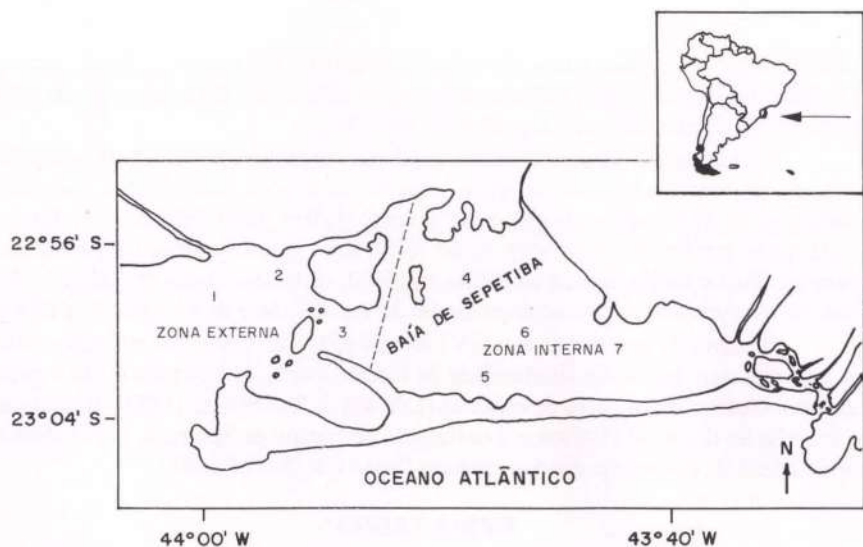 22°56' S
2
4
1
BAÍA DE SEPETIBA
ZONA EXTERNA
3
6
ZONA INTERNA 7
5
23°04' S
N
OCEANO ATLÂNTICO
44°00' W
43°40' W